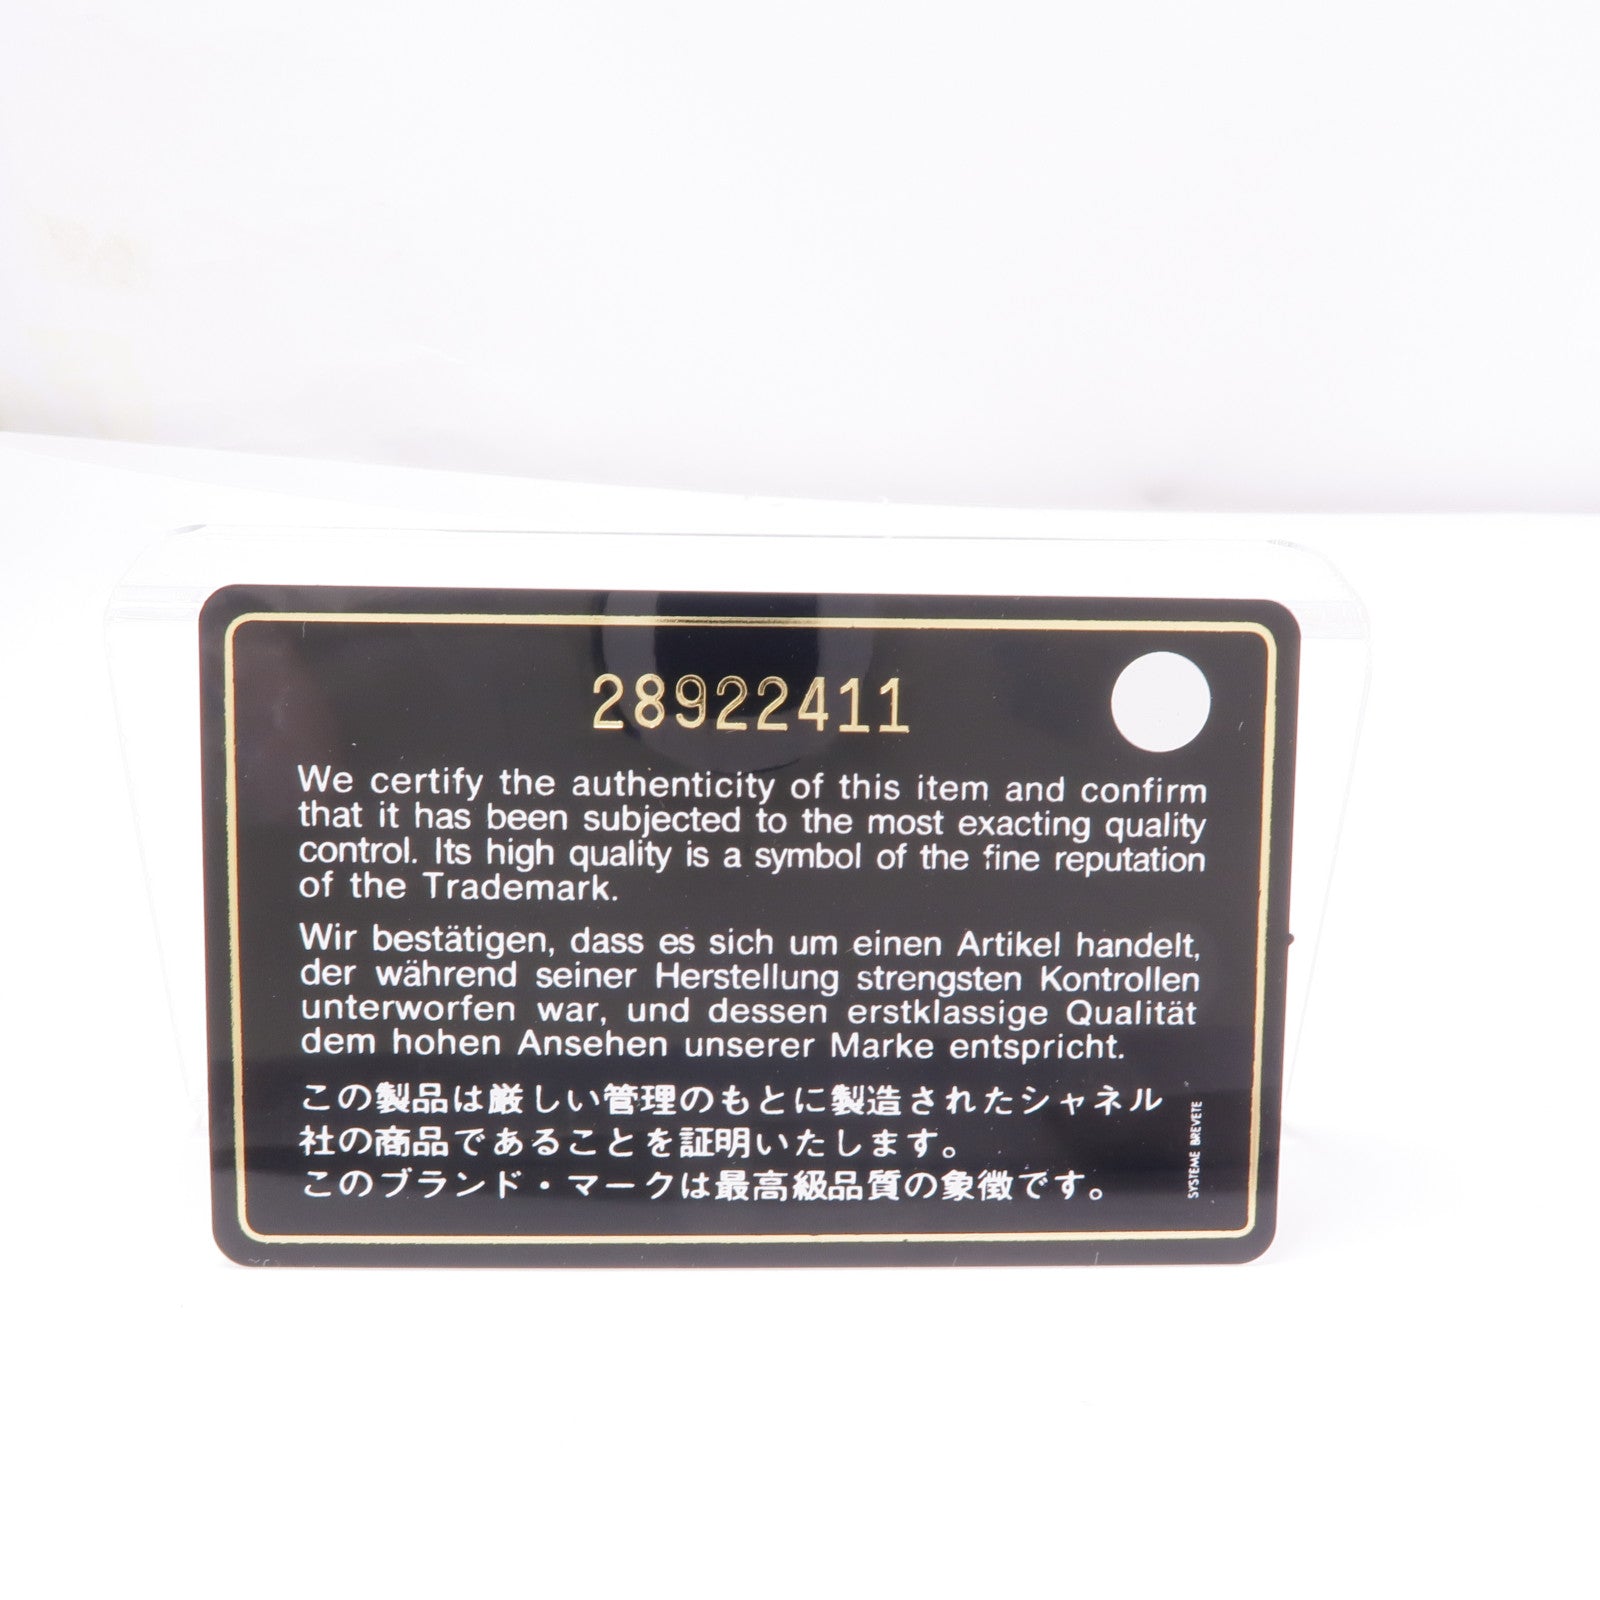 28922411
We certify the authenticity of this item and confirm
that it has been subjected to the most exacting quality
control. Its high quality is a symbol of the fine reputation
of the Trademark.
Wir bestätigen, dass es sich um einen Artikel handelt,
der während seiner Herstellung strengsten Kontrollen
unterworfen war, und dessen erstklassige Qualität
dem hohen Ansehen unserer Marke entspricht.
この製品は厳しい管理のもとに製造されたシャネル
社の商品であることを証明いたします。
このブランド・マークは最高級品質の象徴です。
SYSTEME BREVETE